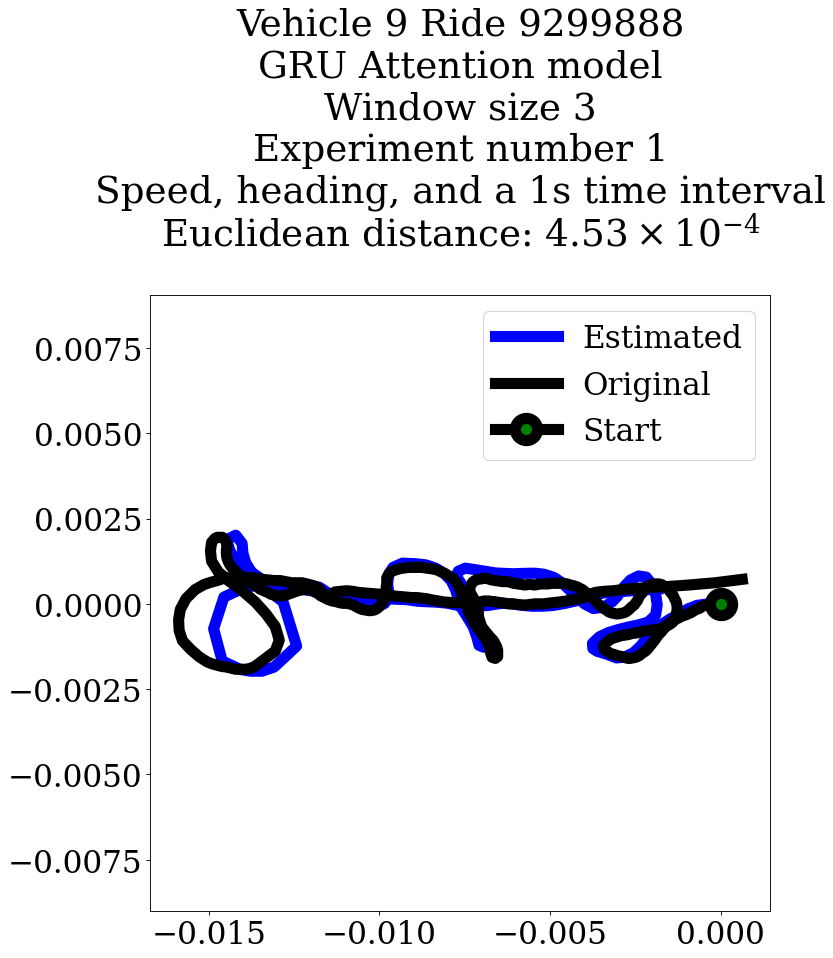 Vehicle 9 Ride 9299888
GRU Attention model
Window size 3
Experiment number 1
Speed, heading, and a 1s time interval
Euclidean distance: 4.53 × 10⁻⁴
Estimated
Original
Start
0.0075
0.0050
0.0025
0.0000
−0.0025
−0.0050
−0.0075
−0.015 −0.010 −0.005 0.000